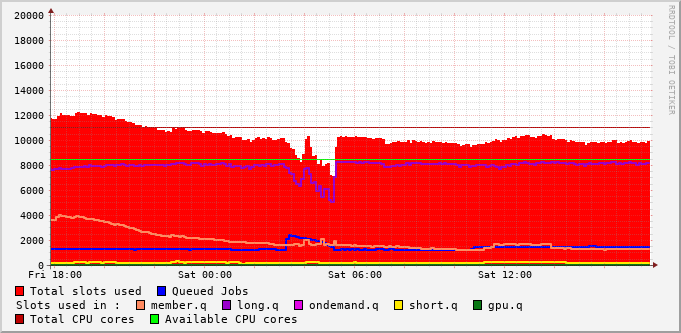 20000
18000
16000
14000
12000
10000
8000
6000
4000
2000
0
Fri 18:00 Sat 00:00 Sat 06:00 Sat 12:00
Total slots used Queued Jobs
Slots used in : member.q long.q ondemand.q short.q gpu.q
Total CPU cores Available CPU cores
RRDTOOL / TOBI OETIKER